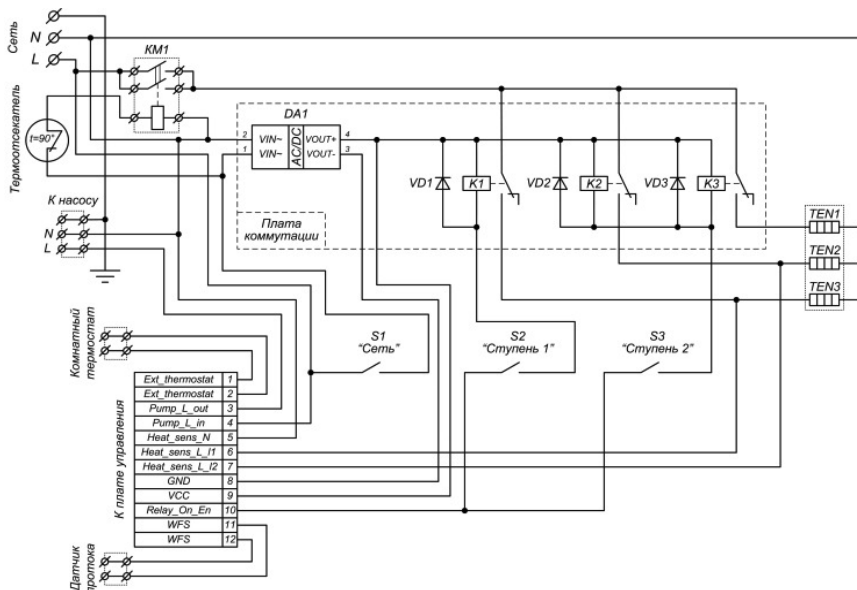 Сеть
N
L
КМ1
Термоотсекатель
t=90°
DA1
2
VIN~
AC/DC
VOUT+
4
1
VIN~
VOUT-
3
VD1
K1
VD2
K2
VD3
K3
Плата
коммутации
К насосу
N
L
TEN1
TEN2
TEN3
Комнатный
термостат
S1
“Сеть”
S2
“Ступень 1”
S3
“Ступень 2”
К плате управления
Ext_thermostat 1
Ext_thermostat 2
Pump_L_out 3
Pump_L_in 4
Heat_sens_N 5
Heat_sens_L_I1 6
Heat_sens_L_I2 7
GND 8
VCC 9
Relay_On_En 10
WFS 11
WFS 12
Датчик
протока